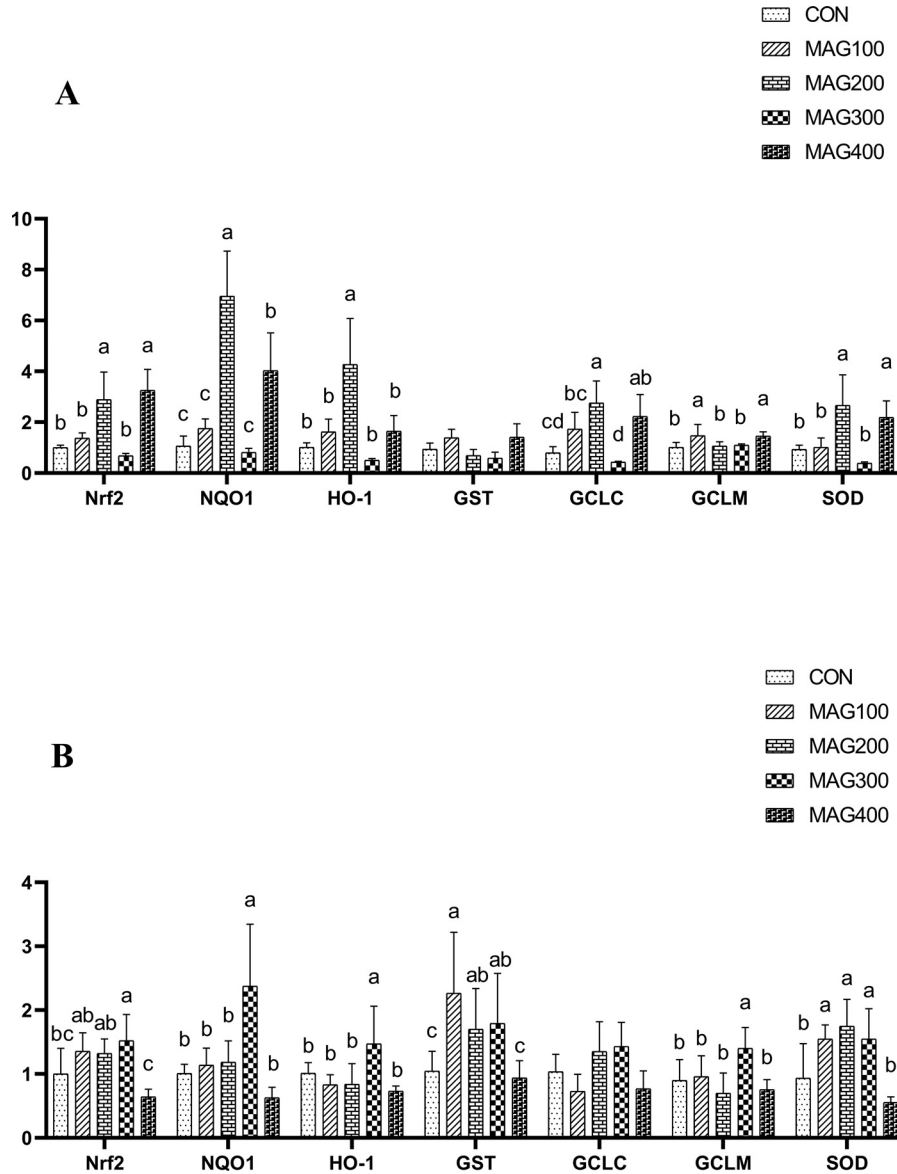 CON
MAG100
MAG200
MAG300
MAG400
A
10
8
6
4
2
0
b b a b a
c c a c b
b b a b b
cd bc a d ab
b a b b a
b b a b a
Nrf2 NQO1 HO-1 GST GCLC GCLM SOD
CON
MAG100
MAG200
MAG300
MAG400
B
4
3
2
1
0
bc ab ab a c
b b b a b
b b b a b
c a ab ab c
b b b a b
b a a a b
Nrf2 NQO1 HO-1 GST GCLC GCLM SOD